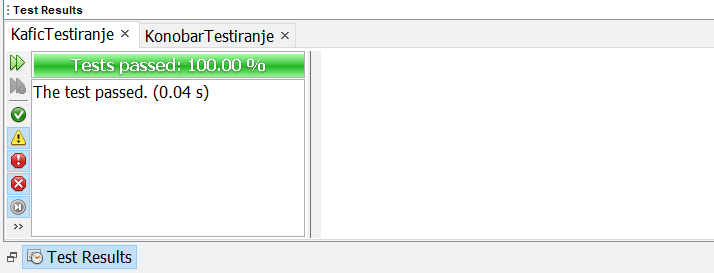 Test Results
KaficTestiranje × KonobarTestiranje ×
Tests passed: 100.00 %
The test passed. (0.04 s)
Test Results